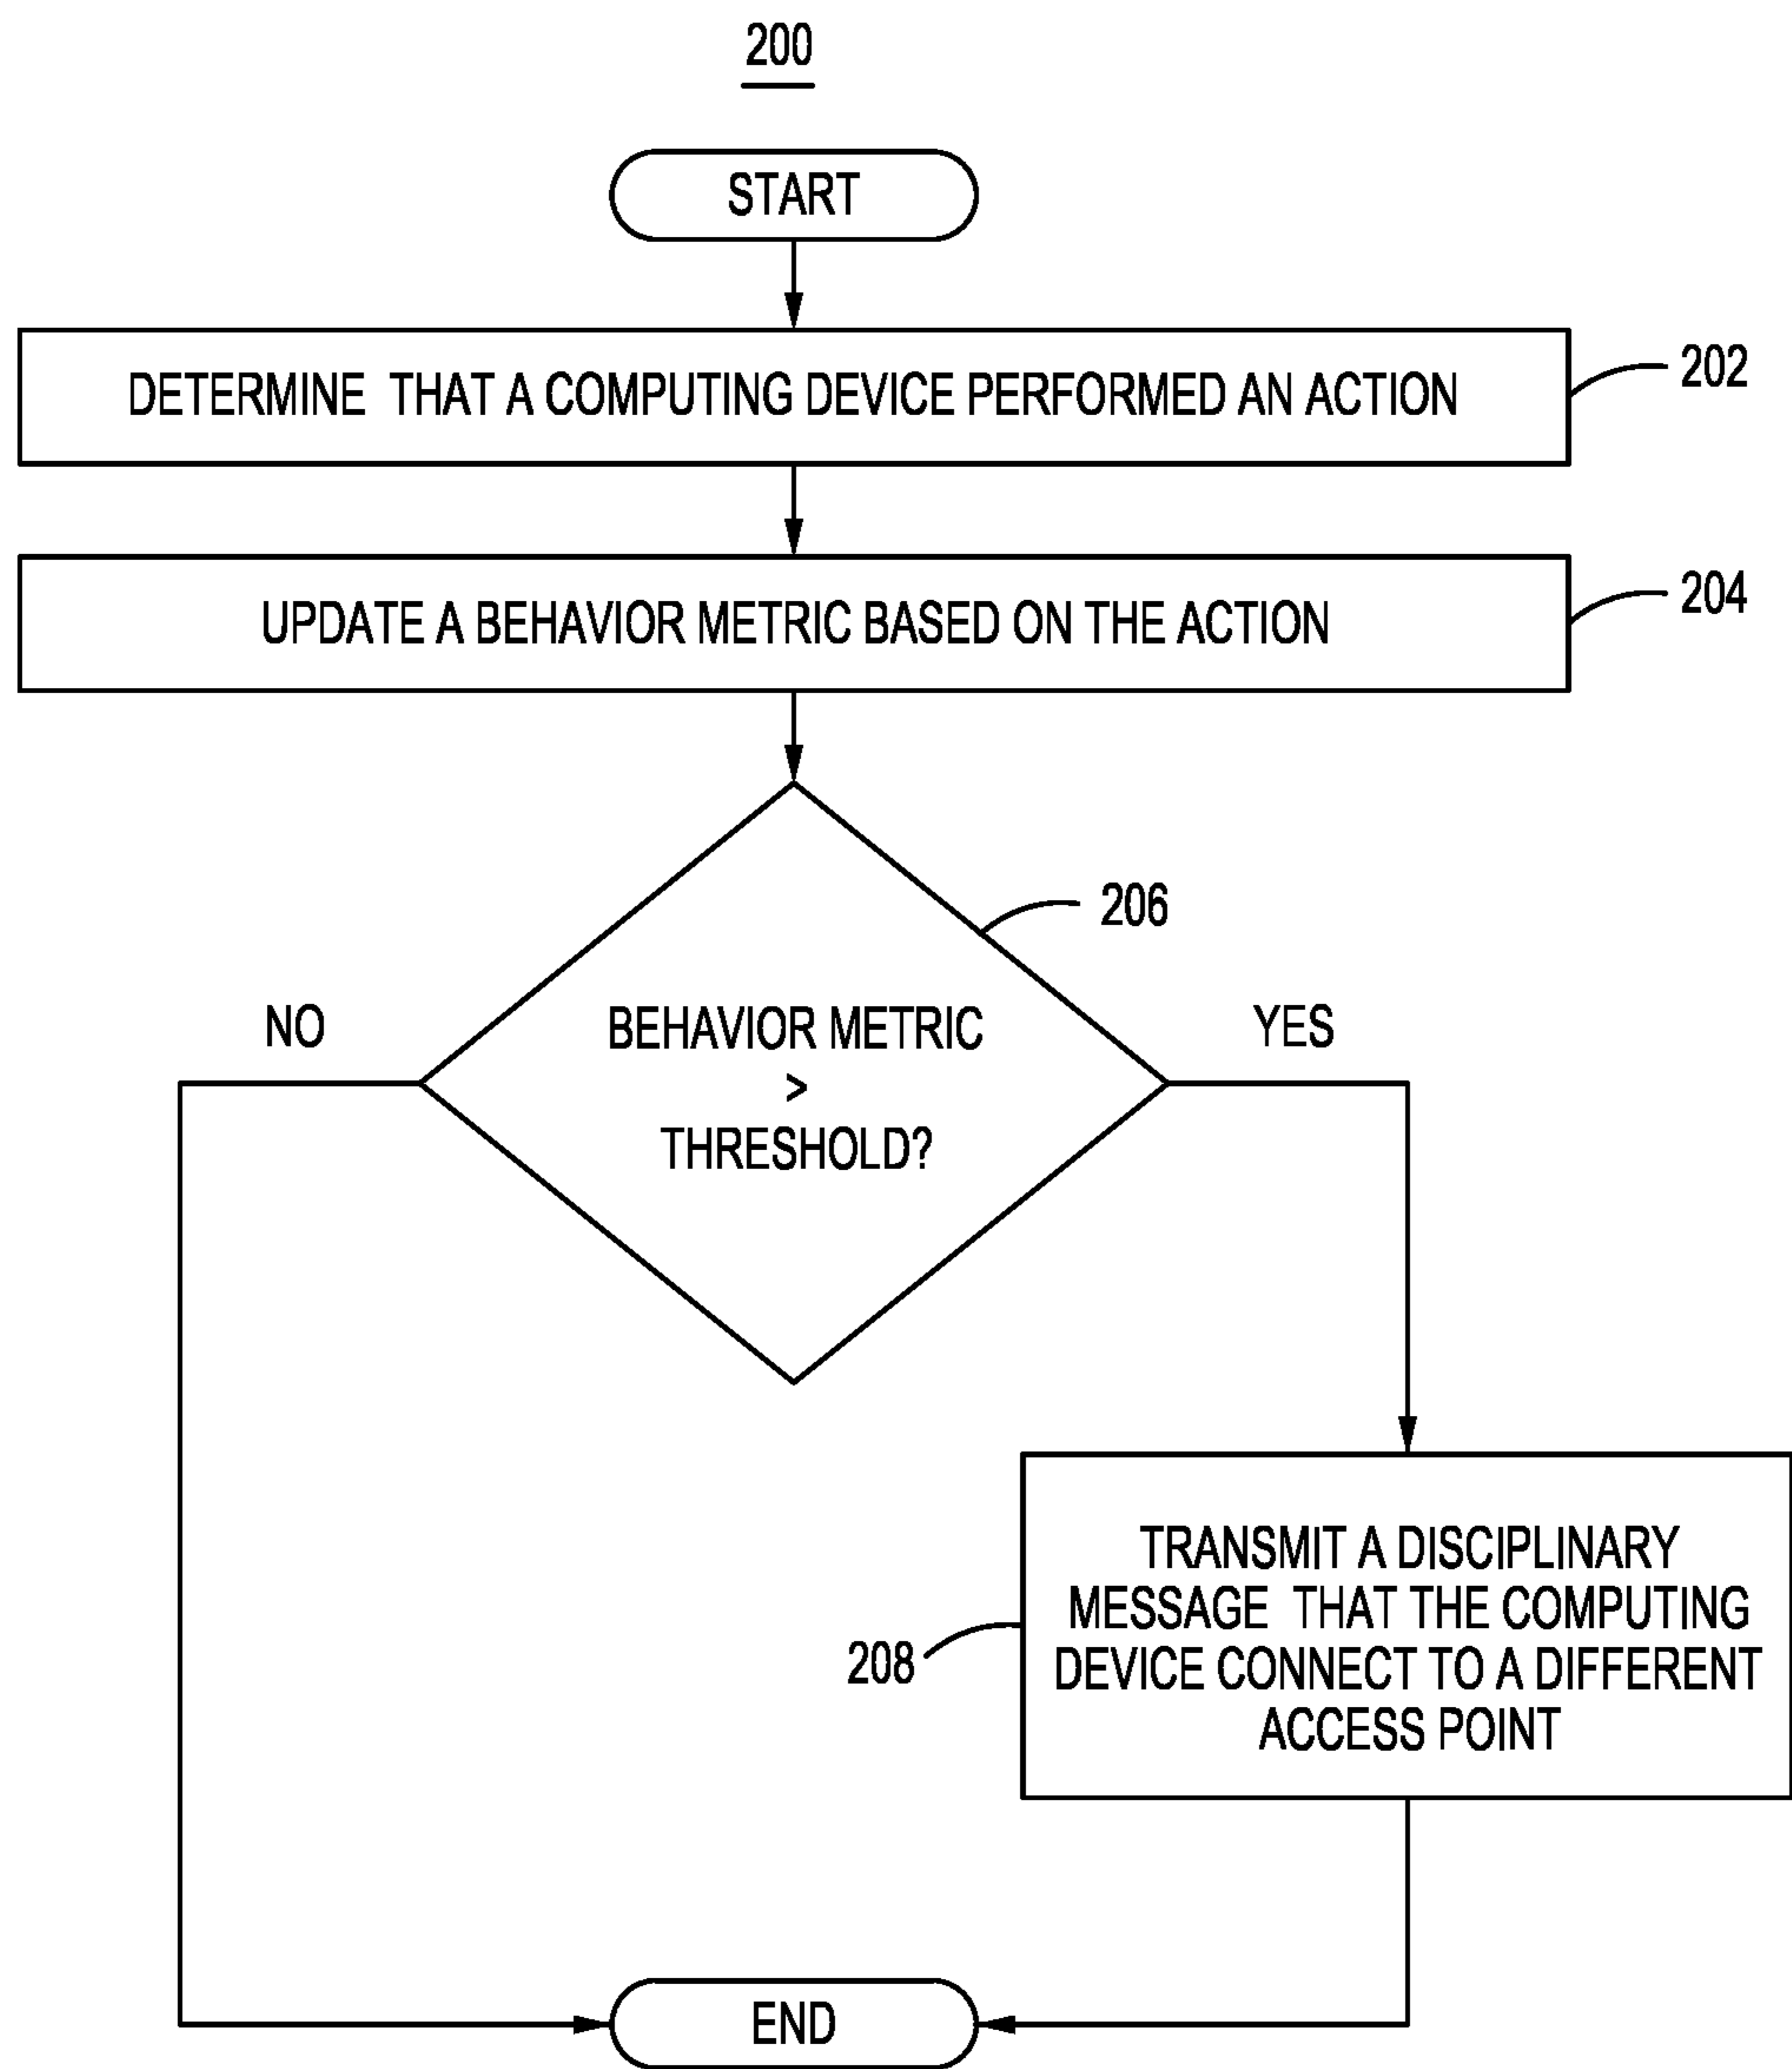 200
START
DETERMINE THAT A COMPUTING DEVICE PERFORMED AN ACTION
202
UPDATE A BEHAVIOR METRIC BASED ON THE ACTION
204
206
NO
BEHAVIOR METRIC
>
THRESHOLD?
YES
TRANSMIT A DISCIPLINARY
MESSAGE THAT THE COMPUTING
DEVICE CONNECT TO A DIFFERENT
ACCESS POINT
208
END